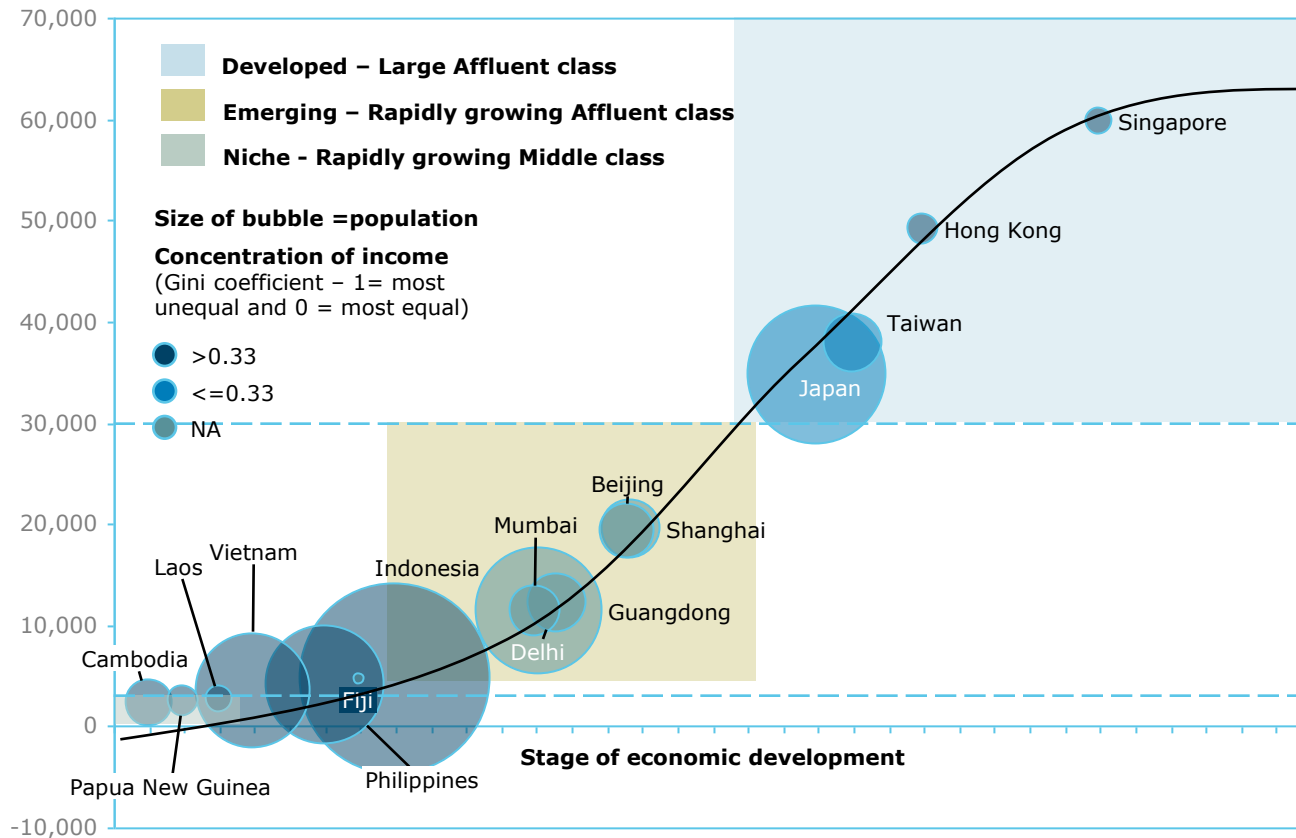 70,000
60,000
50,000
40,000
30,000
20,000
10,000
0
-10,000
Developed – Large Affluent class
Emerging – Rapidly growing Affluent class
Niche - Rapidly growing Middle class
Size of bubble =population
Concentration of income
(Gini coefficient – 1= most
unequal and 0 = most equal)
>0.33
<=0.33
NA
Singapore
Hong Kong
Taiwan
Japan
Beijing
Shanghai
Mumbai
Guangdong
Delhi
Indonesia
Vietnam
Laos
Cambodia
Fiji
Papua New Guinea
Philippines
Stage of economic development